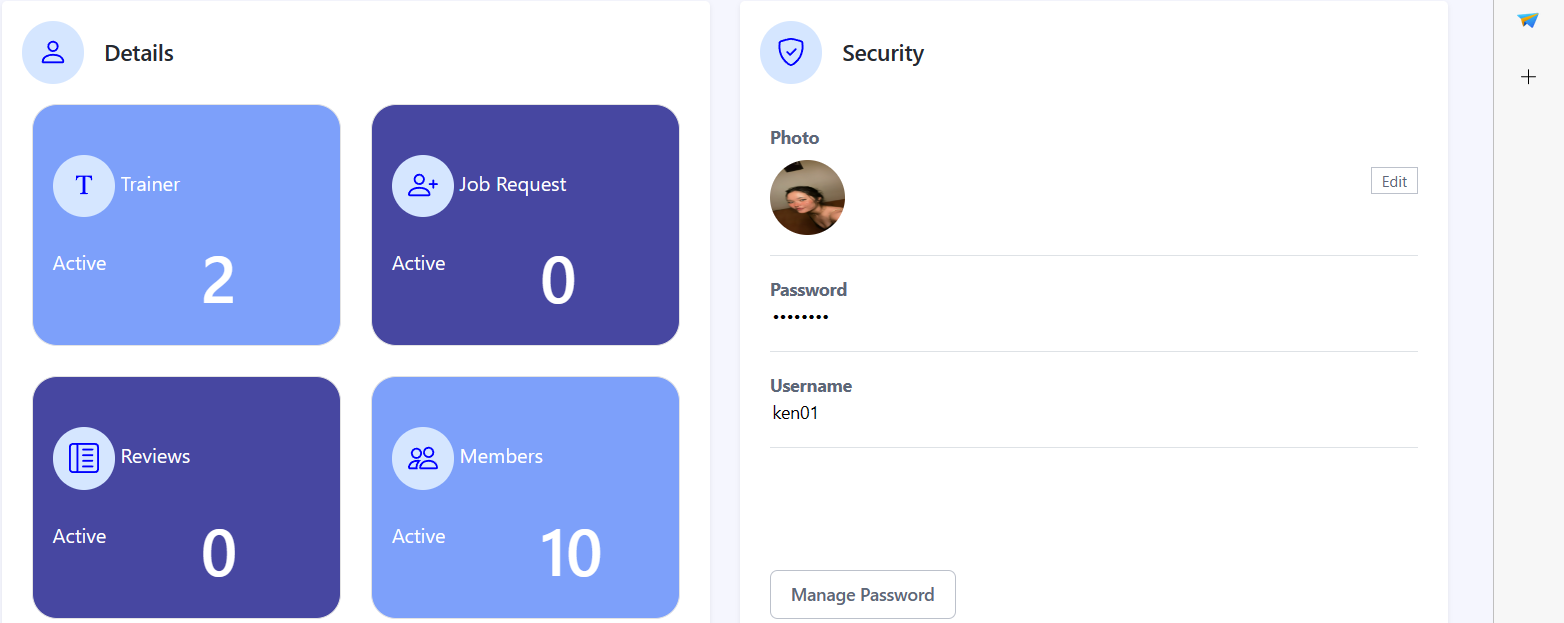 Details
T Trainer
Active 2
Job Request
Active 0
Reviews
Active 0
Members
Active 10
Security
Photo
Edit
Password
••••••••
Username
ken01
Manage Password